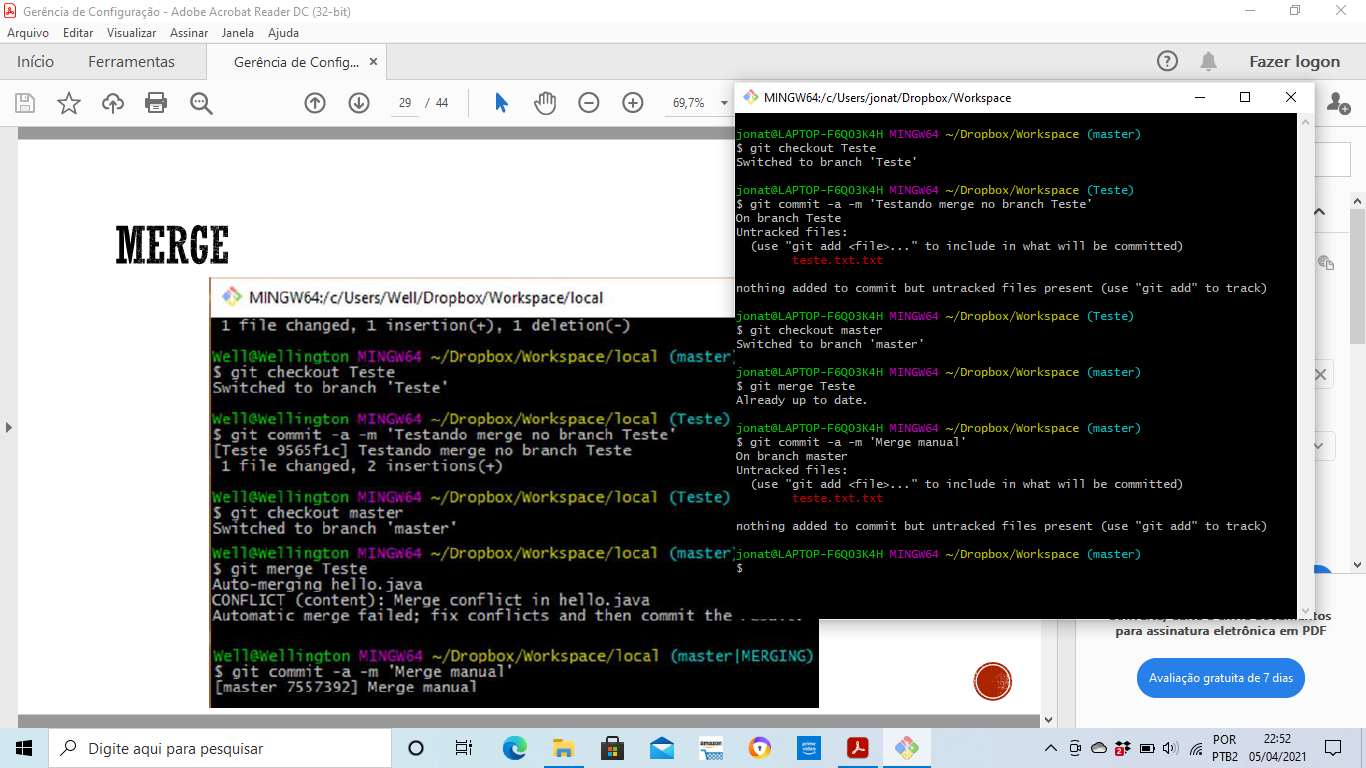 Gerência de Configuração - Adobe Acrobat Reader DC (32-bit)
Arquivo Editar Visualizar Assinar Janela Ajuda
Início Ferramentas Gerência de Config... ×
Fazer logon
29 / 44
69,7%
MERGE
MINGW64:/c/Users/Well/Dropbox/Workspace/local
1 file changed, 1 insertion(+), 1 deletion(-)
Well@Wellington MINGW64 ~/Dropbox/Workspace/local (master)
$ git checkout Teste
Switched to branch 'Teste'
Well@Wellington MINGW64 ~/Dropbox/Workspace/local (Teste)
$ git commit -a -m 'Testando merge no branch Teste'
[Teste 9565f1c] Testando merge no branch Teste
1 file changed, 2 insertions(+)
Well@Wellington MINGW64 ~/Dropbox/Workspace/local (Teste)
$ git checkout master
Switched to branch 'master'
Well@Wellington MINGW64 ~/Dropbox/Workspace/local (master)
$ git merge Teste
Auto-merging hello.java
CONFLICT (content): Merge conflict in hello.java
Automatic merge failed; fix conflicts and then commit the
Well@Wellington MINGW64 ~/Dropbox/Workspace/local (master|MERGING)
$ git commit -a -m 'Merge manual'
[master 7557392] Merge manual
MINGW64:/c/Users/jonat/Dropbox/Workspace
jonat@LAPTOP-F6QO3K4H MINGW64 ~/Dropbox/Workspace (master)
$ git checkout Teste
Switched to branch 'Teste'
jonat@LAPTOP-F6QO3K4H MINGW64 ~/Dropbox/Workspace (Teste)
$ git commit -a -m 'Testando merge no branch Teste'
On branch Teste
Untracked files:
(use "git add <file>..." to include in what will be committed)
teste.txt.txt
nothing added to commit but untracked files present (use "git add" to track)
jonat@LAPTOP-F6QO3K4H MINGW64 ~/Dropbox/Workspace (Teste)
$ git checkout master
Switched to branch 'master'
jonat@LAPTOP-F6QO3K4H MINGW64 ~/Dropbox/Workspace (master)
$ git merge Teste
Already up to date.
jonat@LAPTOP-F6QO3K4H MINGW64 ~/Dropbox/Workspace (master)
$ git commit -a -m 'Merge manual'
On branch master
Untracked files:
(use "git add <file>..." to include in what will be committed)
teste.txt.txt
nothing added to commit but untracked files present (use "git add" to track)
jonat@LAPTOP-F6QO3K4H MINGW64 ~/Dropbox/Workspace (master)
$
para assinatura eletrônica em PDF
Avaliação gratuita de 7 dias
Digite aqui para pesquisar
amazon
prime video
2
POR
PTB2
22:52
05/04/2021